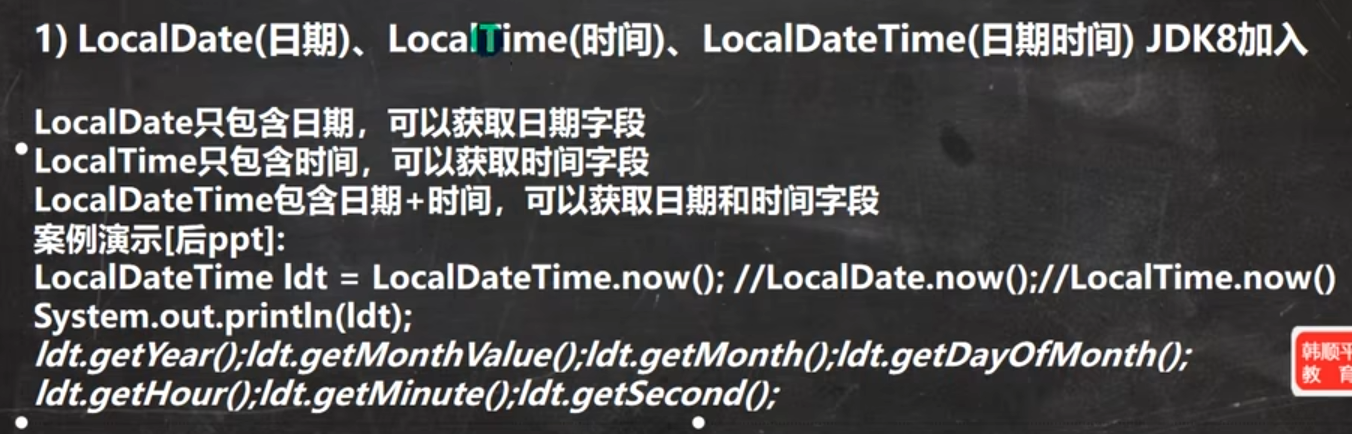 1) LocalDate(日期)、LocalTime(时间)、LocalDateTime(日期时间) JDK8加入
LocalDate只包含日期，可以获取日期字段
LocalTime只包含时间，可以获取时间字段
LocalDateTime包含日期+时间，可以获取日期和时间字段
案例演示[后ppt]:
LocalDateTime ldt = LocalDateTime.now(); //LocalDate.now();//LocalTime.now()
System.out.println(ldt);
ldt.getYear();ldt.getMonthValue();ldt.getMonth();ldt.getDayOfMonth();
ldt.getHour();ldt.getMinute();ldt.getSecond();
韩顺平
教 育